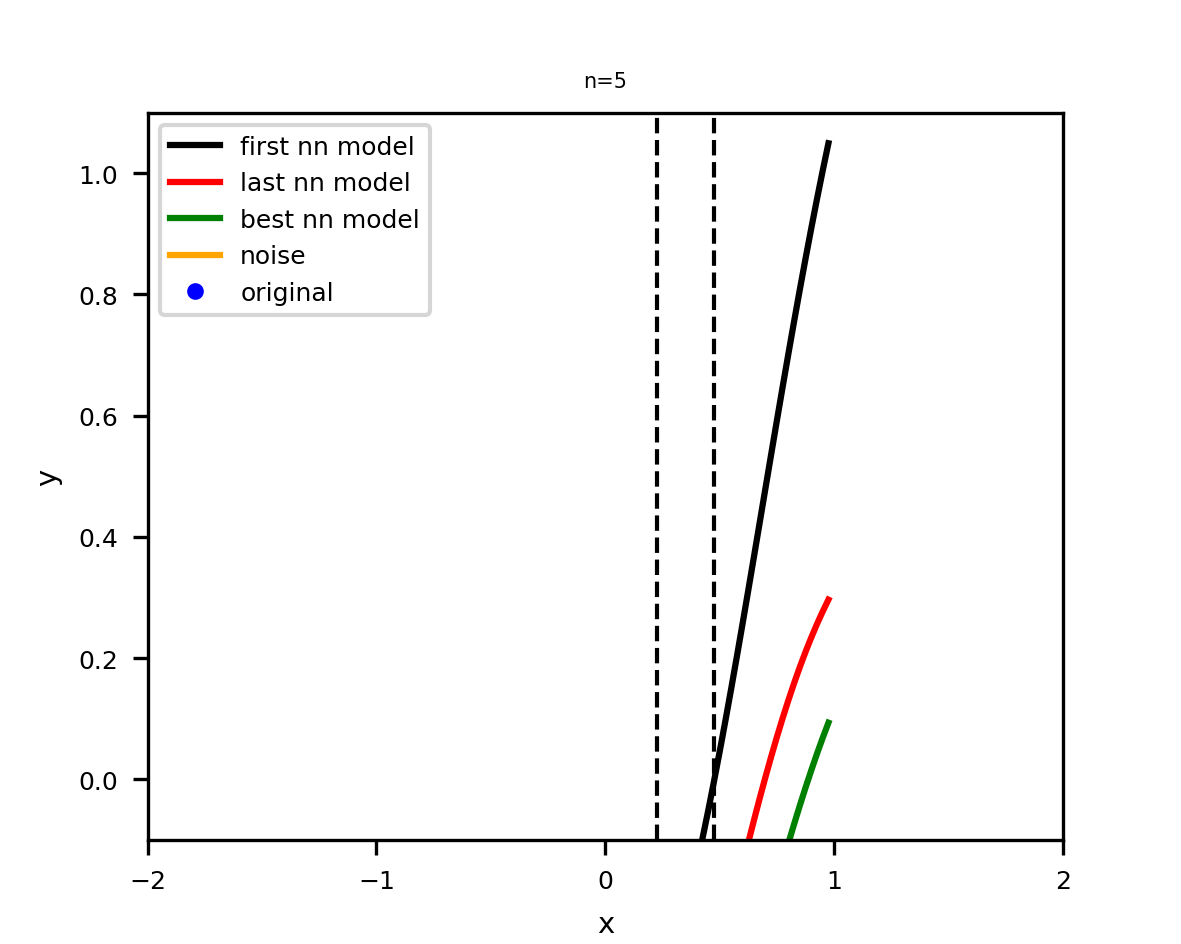 n=5
first nn model
last nn model
best nn model
noise
original
1.0
0.8
0.6
0.4
0.2
0.0
y
−2
−1
0
1
2
x